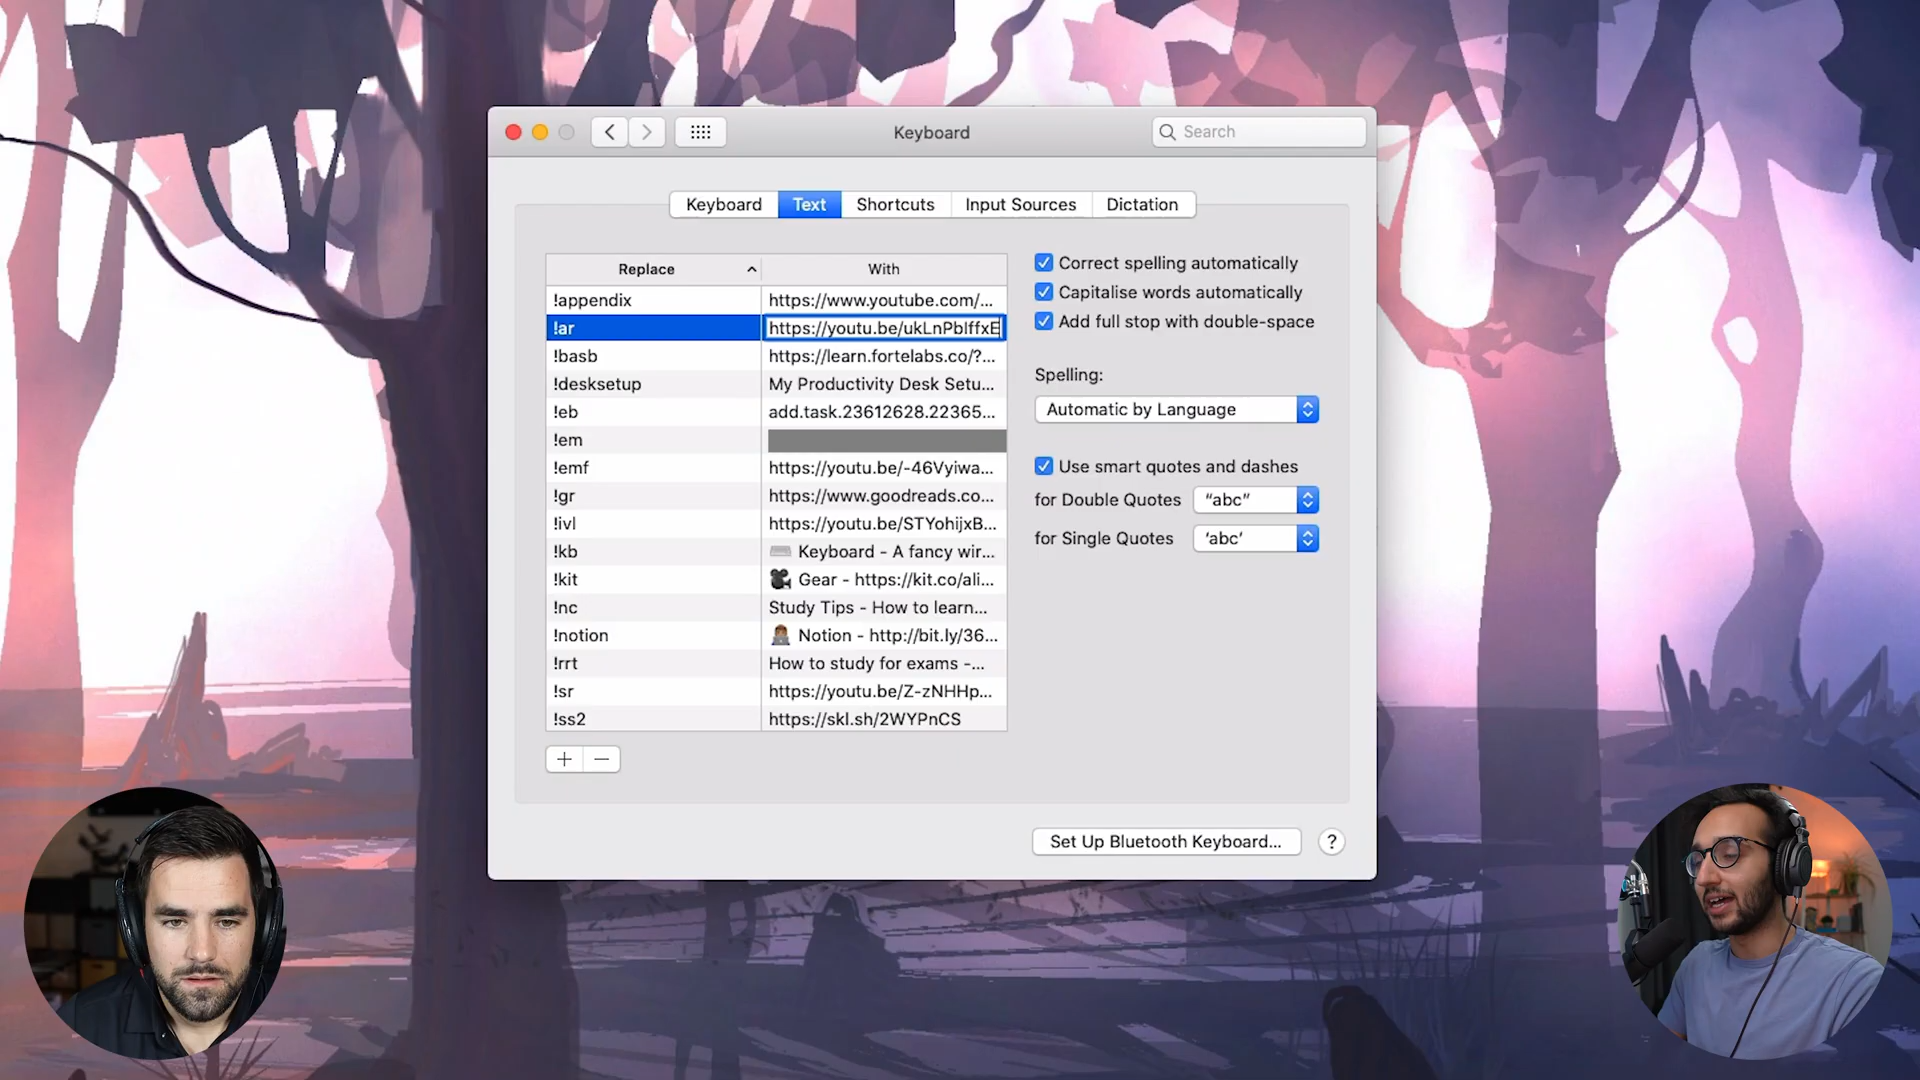 Keyboard
Search
Keyboard Text Shortcuts Input Sources Dictation
Replace With
!appendix https://www.youtube.com/...
!ar https://youtu.be/ukLnPbIffxE
!basb https://learn.fortelabs.co/?...
!desksetup My Productivity Desk Setu...
!eb add.task.23612628.22365...
!em
!emf https://youtu.be/-46Vyiwa...
!gr https://www.goodreads.co...
!ivl https://youtu.be/STYohijxB...
!kb ⌨️ Keyboard - A fancy wir...
!kit 🎥 Gear - https://kit.co/ali...
!nc Study Tips - How to learn...
!notion 👨🏽‍💻 Notion - http://bit.ly/36...
!rrt How to study for exams -...
!sr https://youtu.be/Z-zNHHp...
!ss2 https://skl.sh/2WYPnCS
+ −
Correct spelling automatically
Capitalise words automatically
Add full stop with double-space
Spelling:
Automatic by Language
Use smart quotes and dashes
for Double Quotes “abc”
for Single Quotes ‘abc’
Set Up Bluetooth Keyboard... ?